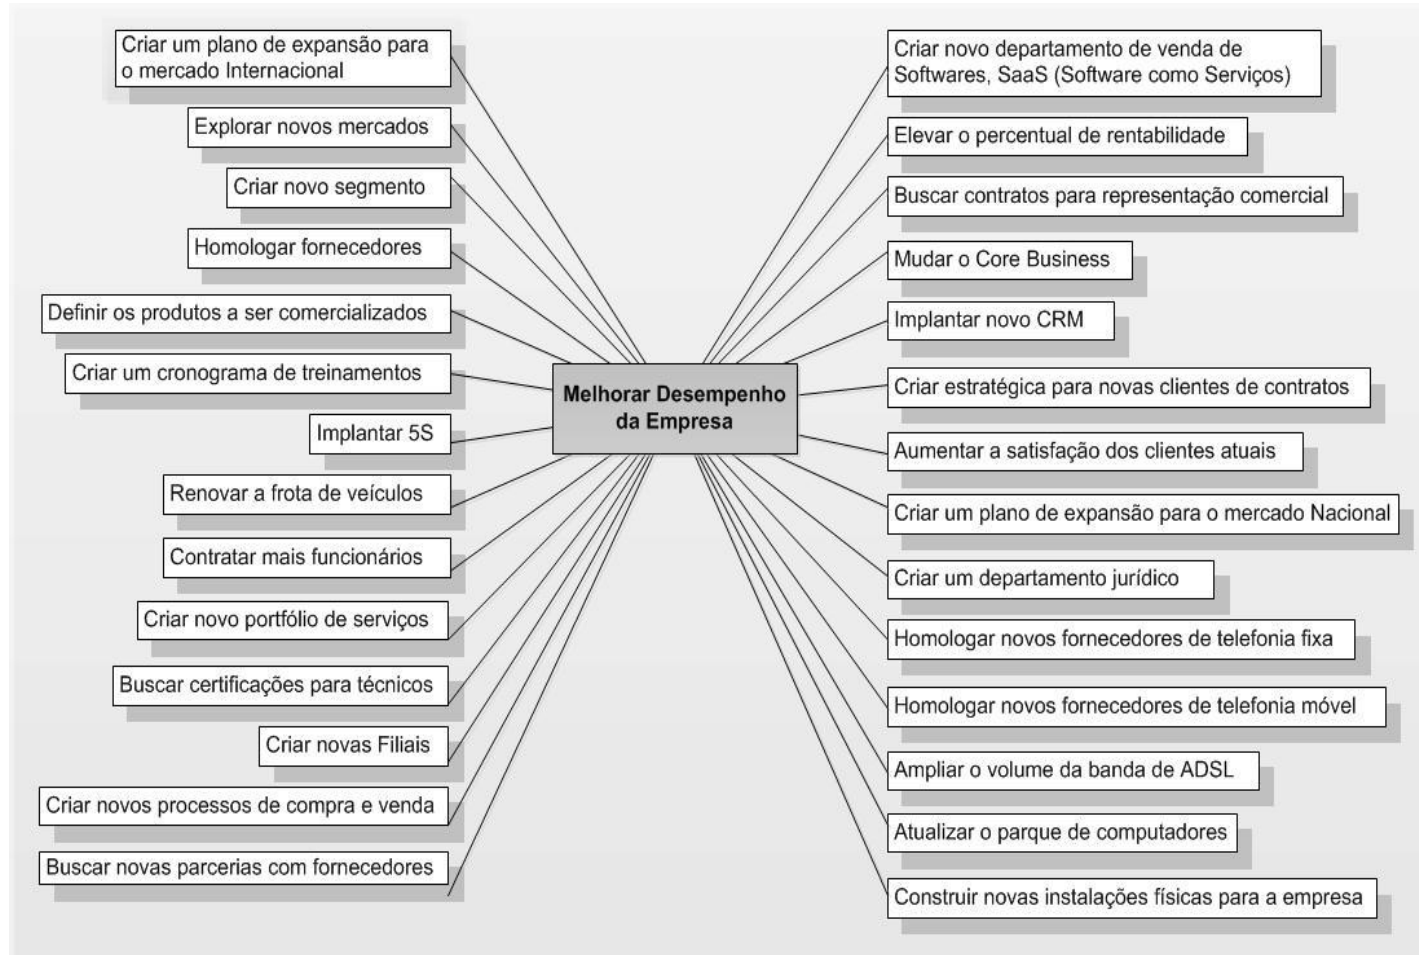 Criar um plano de expansão para
o mercado Internacional
Explorar novos mercados
Criar novo segmento
Homologar fornecedores
Definir os produtos a ser comercializados
Criar um cronograma de treinamentos
Implantar 5S
Renovar a frota de veículos
Contratar mais funcionários
Criar novo portfólio de serviços
Buscar certificações para técnicos
Criar novas Filiais
Criar novos processos de compra e venda
Buscar novas parcerias com fornecedores
Melhorar Desempenho
da Empresa
Criar novo departamento de venda de
Softwares, SaaS (Software como Serviços)
Elevar o percentual de rentabilidade
Buscar contratos para representação comercial
Mudar o Core Business
Implantar novo CRM
Criar estratégica para novas clientes de contratos
Aumentar a satisfação dos clientes atuais
Criar um plano de expansão para o mercado Nacional
Criar um departamento jurídico
Homologar novos fornecedores de telefonia fixa
Homologar novos fornecedores de telefonia móvel
Ampliar o volume da banda de ADSL
Atualizar o parque de computadores
Construir novas instalações físicas para a empresa